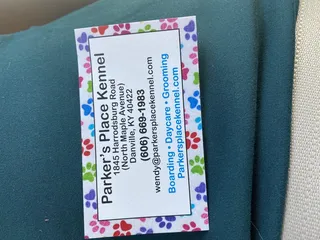 Parker's Place Kennel
1845 Harrodsburg Road
(North Maple Avenue)
Danville, KY 40422
(606) 669-1983
wendy@parkersplacekennel.com
Boarding • Daycare • Grooming
Parkersplacekennel.com